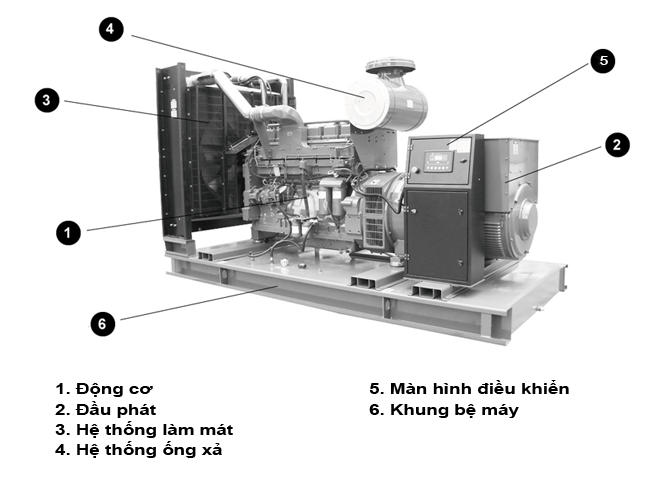 4
5
3
2
1
6
1. Động cơ
2. Đầu phát
3. Hệ thống làm mát
4. Hệ thống ống xả
5. Màn hình điều khiển
6. Khung bệ máy